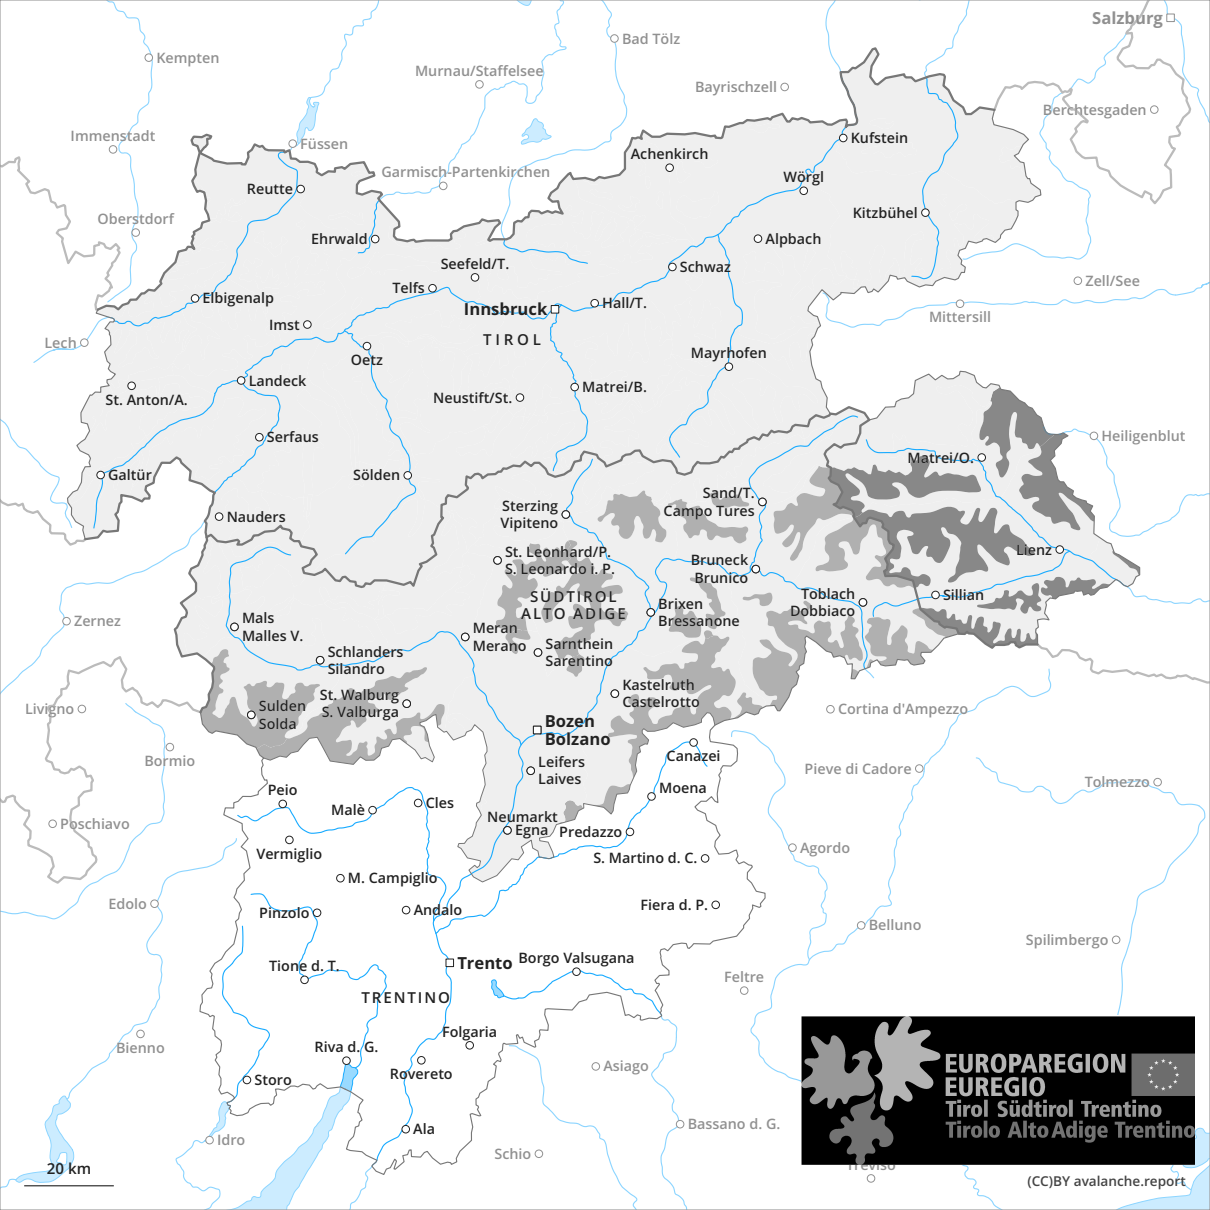 Salzburg
Bad Tölz
Kempten
Murnau/Staffelsee
Bayrischzell
Berchtesgaden
Immenstadt
Füssen
Kufstein
Achenkirch
Garmisch-Partenkirchen
Wörgl
Reutte
Oberstdorf
Kitzbühel
Ehrwald
Alpbach
Seefeld/T.
Schwaz
Zell/See
Telfs
Elbigenalp
Hall/T.
Innsbruck
Mittersill
Imst
TIROL
Lech
Mayrhofen
Oetz
Landeck
Matrei/B.
St. Anton/A.
Neustift/St.
Serfaus
Heiligenblut
Matrei/O.
Galtür
Sölden
Sand/T.
Campo Tures
Sterzing
Vipiteno
Nauders
St. Leonhard/P.
S. Leonardo i. P.
Lienz
Bruneck
Brunico
SÜDTIROL
ALTO ADIGE
Toblach
Dobbiaco
Sillian
Brixen
Bressanone
Zernez
Mals
Malles V.
Meran
Merano
Sarnthein
Sarentino
Schlanders
Silandro
Kastelruth
Castelrotto
St. Walburg
S. Valburga
Sulden
Solda
Livigno
Cortina d'Ampezzo
Bozen
Bolzano
Bormio
Canazei
Leifers
Laives
Pieve di Cadore
Tolmezzo
Peio
Moena
Malè
Cles
Neumarkt
Egna
Poschiavo
Predazzo
Vermiglio
Agordo
S. Martino d. C.
M. Campiglio
Edolo
Fiera d. P.
Pinzolo
Andalo
Belluno
Spilimbergo
Borgo Valsugana
Trento
Tione d. T.
Feltre
TRENTINO
Folgaria
Bienno
Riva d. G.
Rovereto
Asiago
Storo
EUROPAREGION
EUREGIO
Tirol Südtirol Trentino
Tirolo Alto Adige Trentino
Bassano d. G.
Ala
Idro
Schio
Treviso
20 km
(CC)BY avalanche.report